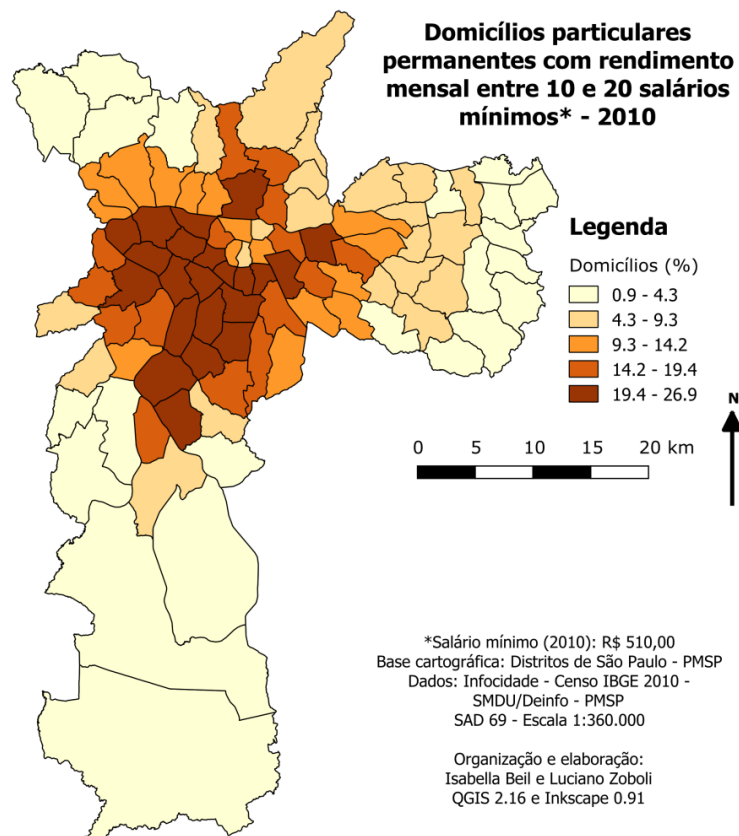 Domicílios particulares
permanentes com rendimento
mensal entre 10 e 20 salários
mínimos* - 2010
Legenda
Domicílios (%)
0.9 - 4.3
4.3 - 9.3
9.3 - 14.2
14.2 - 19.4
19.4 - 26.9
N
0 5 10 15 20 km
*Salário mínimo (2010): R$ 510,00
Base cartográfica: Distritos de São Paulo - PMSP
Dados: Infocidade - Censo IBGE 2010 -
SMDU/Deinfo - PMSP
SAD 69 - Escala 1:360.000
Organização e elaboração:
Isabella Beil e Luciano Zoboli
QGIS 2.16 e Inkscape 0.91